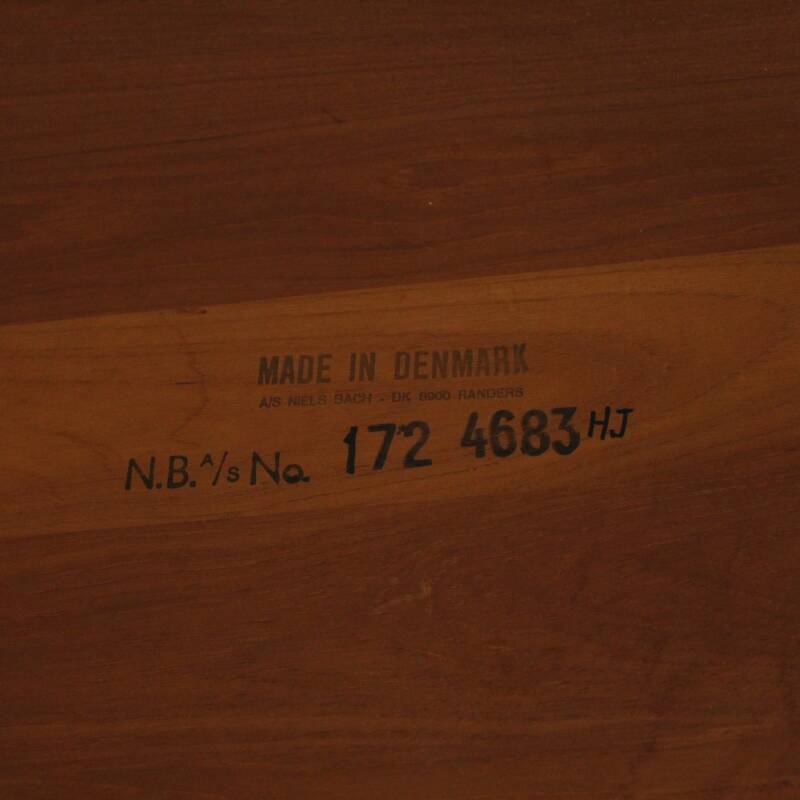 MADE IN DENMARK
A/S NIELS BACH - DK 8900 RANDERS
N.B. A/S No. 172 4683 HJ